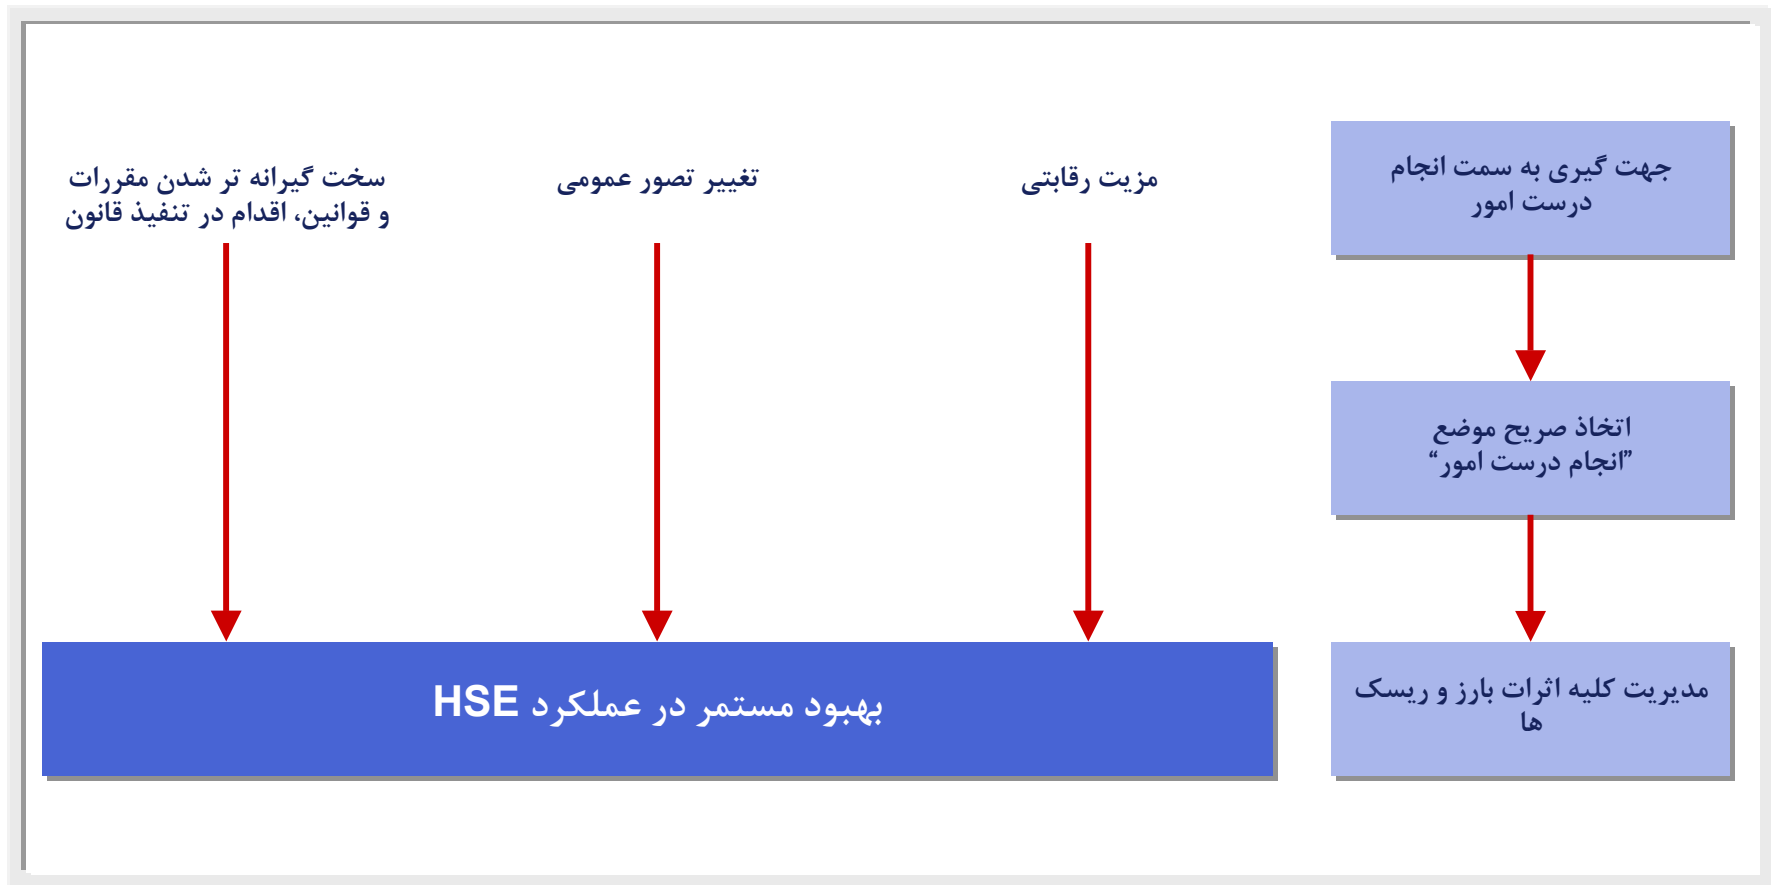 جهت گیری به سمت انجام
درست امور
مزیت رقابتی
تغییر تصور عمومی
سخت گیرانه تر شدن مقررات
و قوانین، اقدام در تنفیذ قانون
اتخاذ صریح موضع
”انجام درست امور“
مدیریت کلیه اثرات بارز و ریسک
ها
بهبود مستمر در عملکرد HSE